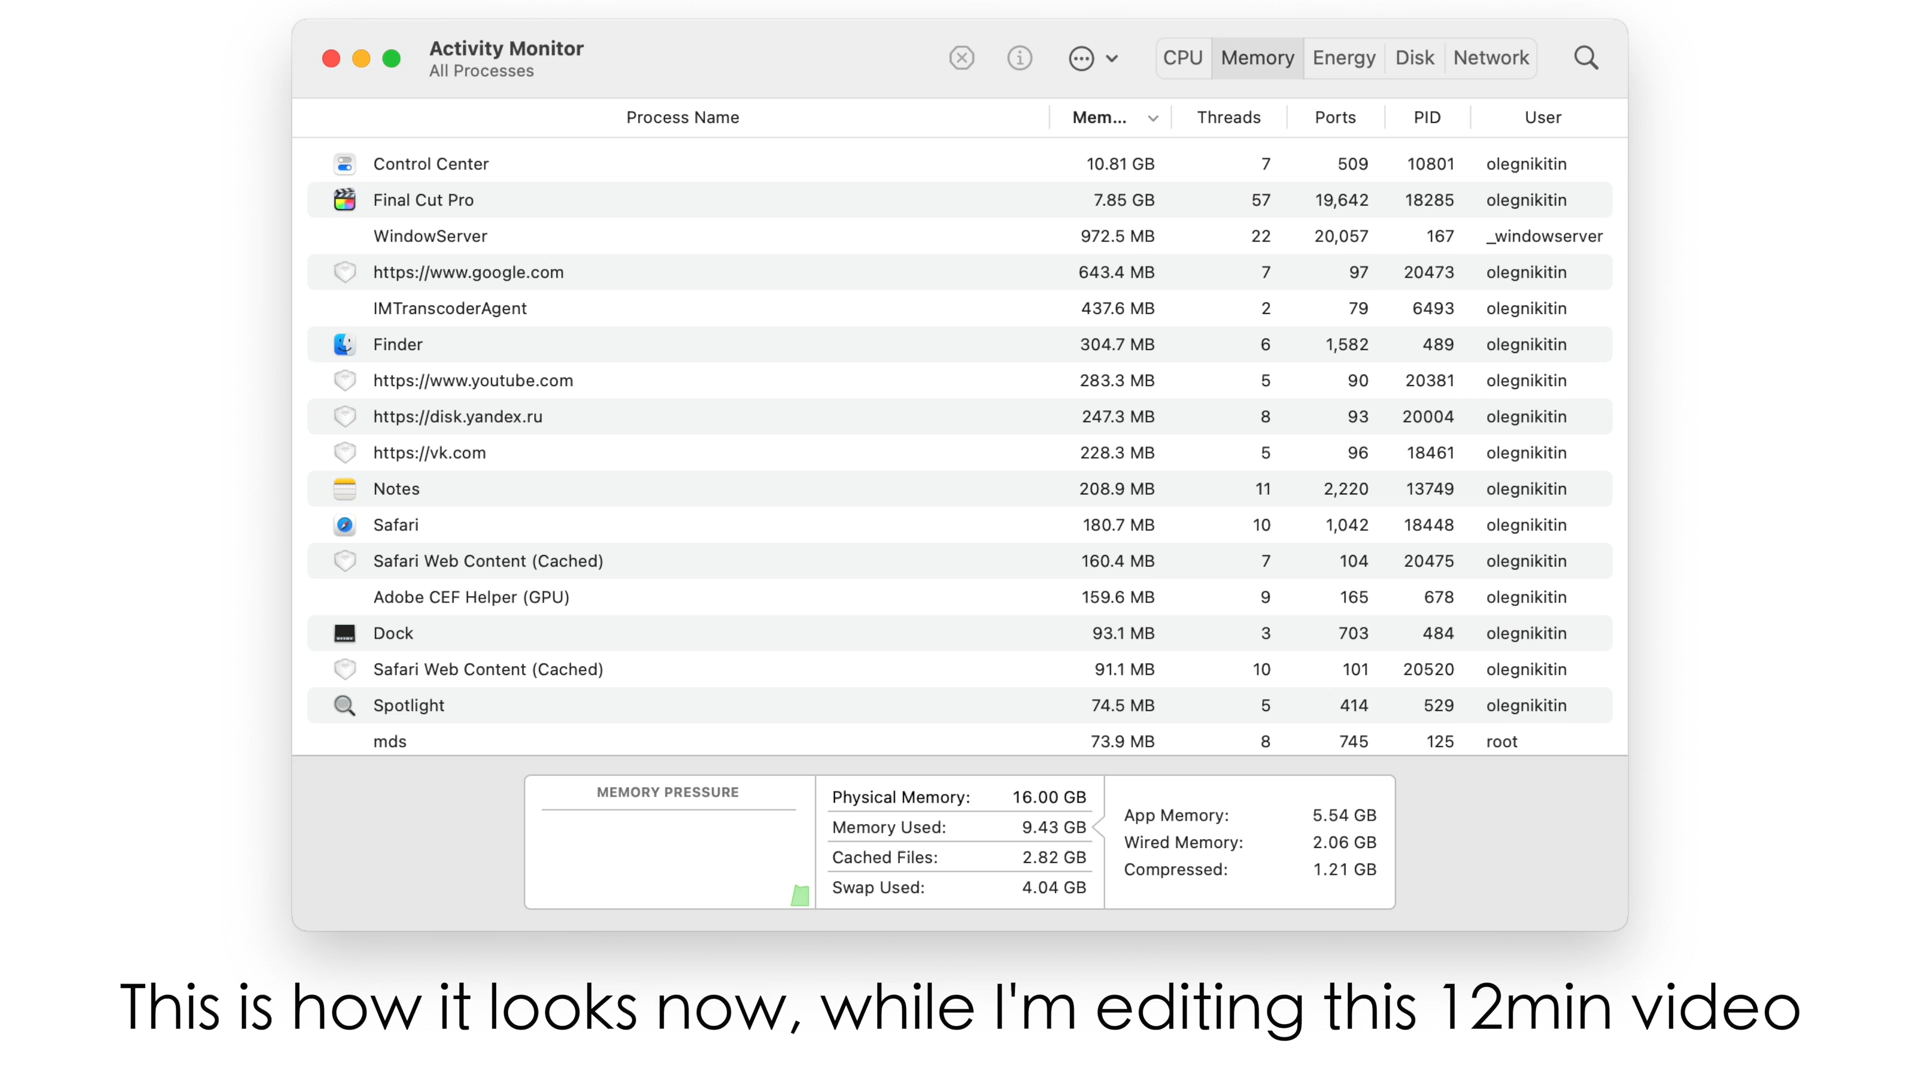 Activity Monitor
All Processes
CPU Memory Energy Disk Network
Process Name Mem... Threads Ports PID User
Control Center 10.81 GB 7 509 10801 olegnikitin
Final Cut Pro 7.85 GB 57 19,642 18285 olegnikitin
WindowServer 972.5 MB 22 20,057 167 _windowserver
https://www.google.com 643.4 MB 7 97 20473 olegnikitin
IMTranscoderAgent 437.6 MB 2 79 6493 olegnikitin
Finder 304.7 MB 6 1,582 489 olegnikitin
https://www.youtube.com 283.3 MB 5 90 20381 olegnikitin
https://disk.yandex.ru 247.3 MB 8 93 20004 olegnikitin
https://vk.com 228.3 MB 5 96 18461 olegnikitin
Notes 208.9 MB 11 2,220 13749 olegnikitin
Safari 180.7 MB 10 1,042 18448 olegnikitin
Safari Web Content (Cached) 160.4 MB 7 104 20475 olegnikitin
Adobe CEF Helper (GPU) 159.6 MB 9 165 678 olegnikitin
Dock 93.1 MB 3 703 484 olegnikitin
Safari Web Content (Cached) 91.1 MB 10 101 20520 olegnikitin
Spotlight 74.5 MB 5 414 529 olegnikitin
mds 73.9 MB 8 745 125 root
MEMORY PRESSURE
Physical Memory: 16.00 GB
Memory Used: 9.43 GB
Cached Files: 2.82 GB
Swap Used: 4.04 GB
App Memory: 5.54 GB
Wired Memory: 2.06 GB
Compressed: 1.21 GB
This is how it looks now, while I'm editing this 12min video